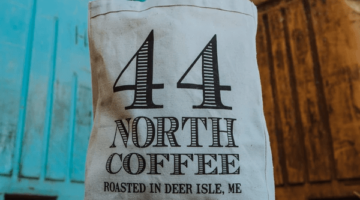 44
NORTH
COFFEE
ROASTED IN DEER ISLE, ME